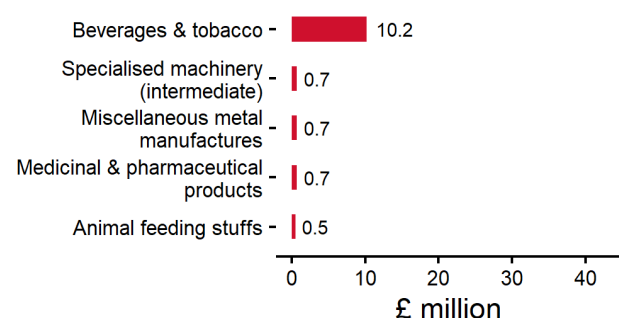 Beverages & tobacco 10.2
Specialised machinery
(intermediate) 0.7
Miscellaneous metal
manufactures 0.7
Medicinal & pharmaceutical
products 0.7
Animal feeding stuffs 0.5
0 10 20 30 40
£ million